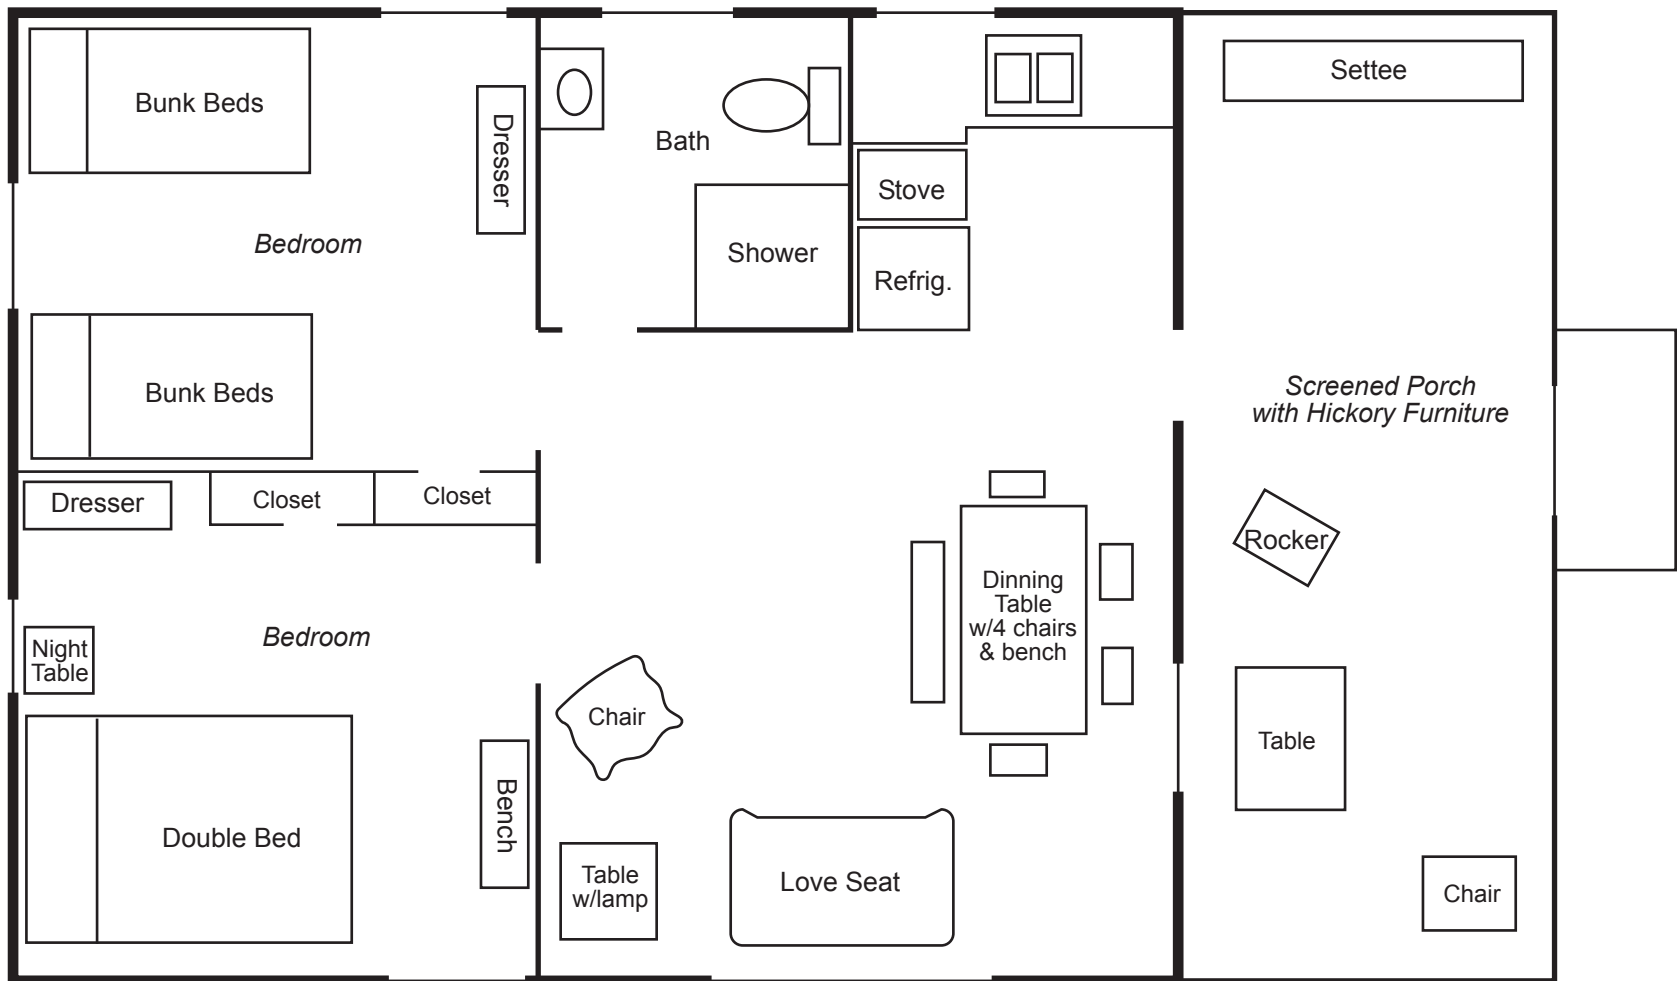 Bunk Beds
Dresser
Bedroom
Bunk Beds
Bath
Shower
Stove
Refrig.
Settee
Screened Porch
with Hickory Furniture
Dresser
Closet
Closet
Bedroom
Night
Table
Double Bed
Bench
Chair
Table
w/lamp
Love Seat
Dinning
Table
w/4 chairs
& bench
Rocker
Table
Chair